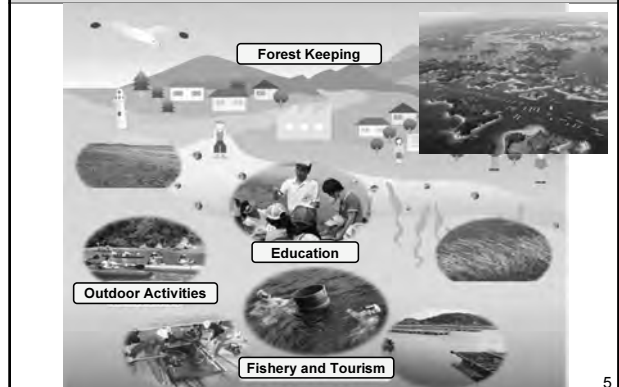 Forest Keeping
Education
Outdoor Activities
Fishery and Tourism
5